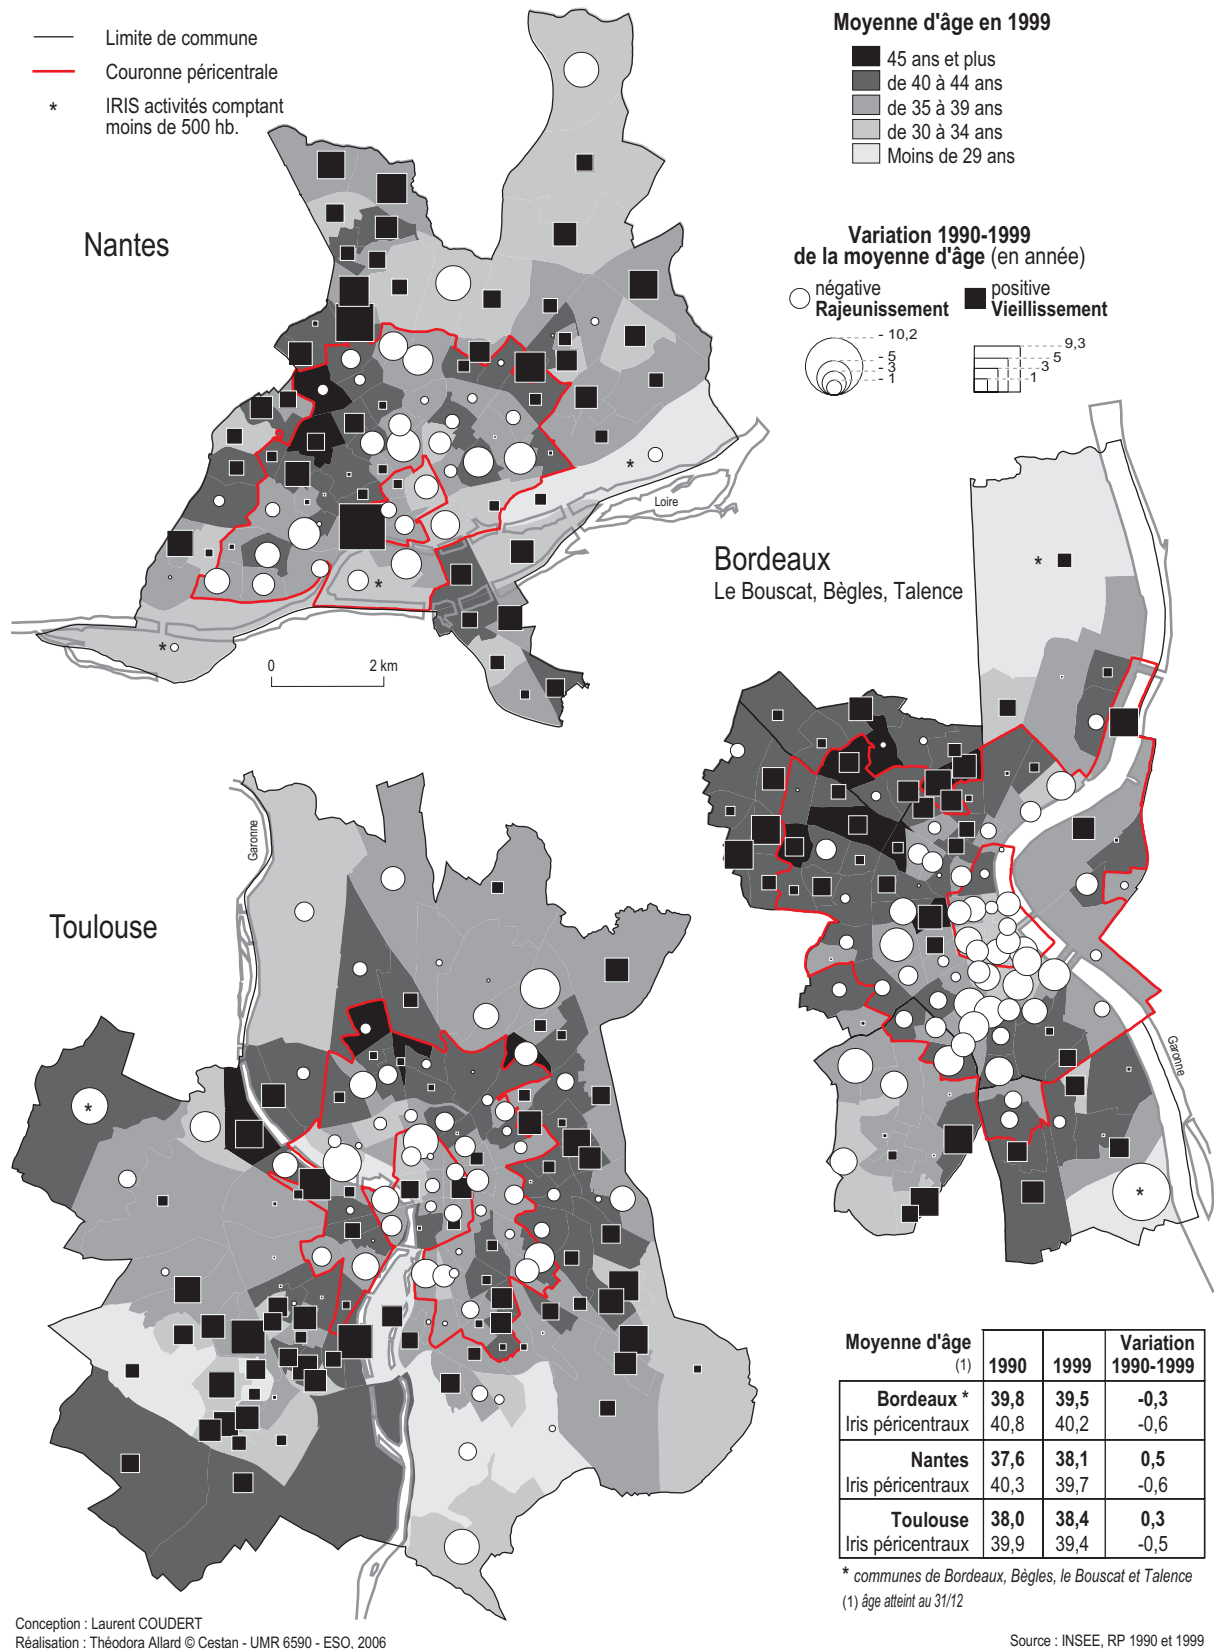 Limite de commune
Couronne péricentrale
* IRIS activités comptant
moins de 500 hb.
Moyenne d'âge en 1999
45 ans et plus
de 40 à 44 ans
de 35 à 39 ans
de 30 à 34 ans
Moins de 29 ans
Variation 1990-1999
de la moyenne d'âge (en année)
négative
Rajeunissement
positive
Vieillissement
- 10,2
- 5
- 3
- 1
9,3
5
3
1
Nantes
*
Loire
*
*
0 2 km
Bordeaux
Le Bouscat, Bègles, Talence
*
Garonne
*
Toulouse
Garonne
*
Moyenne d'âge (1) 1990 1999 Variation 1990-1999
Bordeaux * 39,8 39,5 -0,3
Iris péricentraux 40,8 40,2 -0,6
Nantes 37,6 38,1 0,5
Iris péricentraux 40,3 39,7 -0,6
Toulouse 38,0 38,4 0,3
Iris péricentraux 39,9 39,4 -0,5
* communes de Bordeaux, Bègles, le Bouscat et Talence
(1) âge atteint au 31/12
Conception : Laurent COUDERT
Réalisation : Théodora Allard © Cestan - UMR 6590 - ESO, 2006
Source : INSEE, RP 1990 et 1999